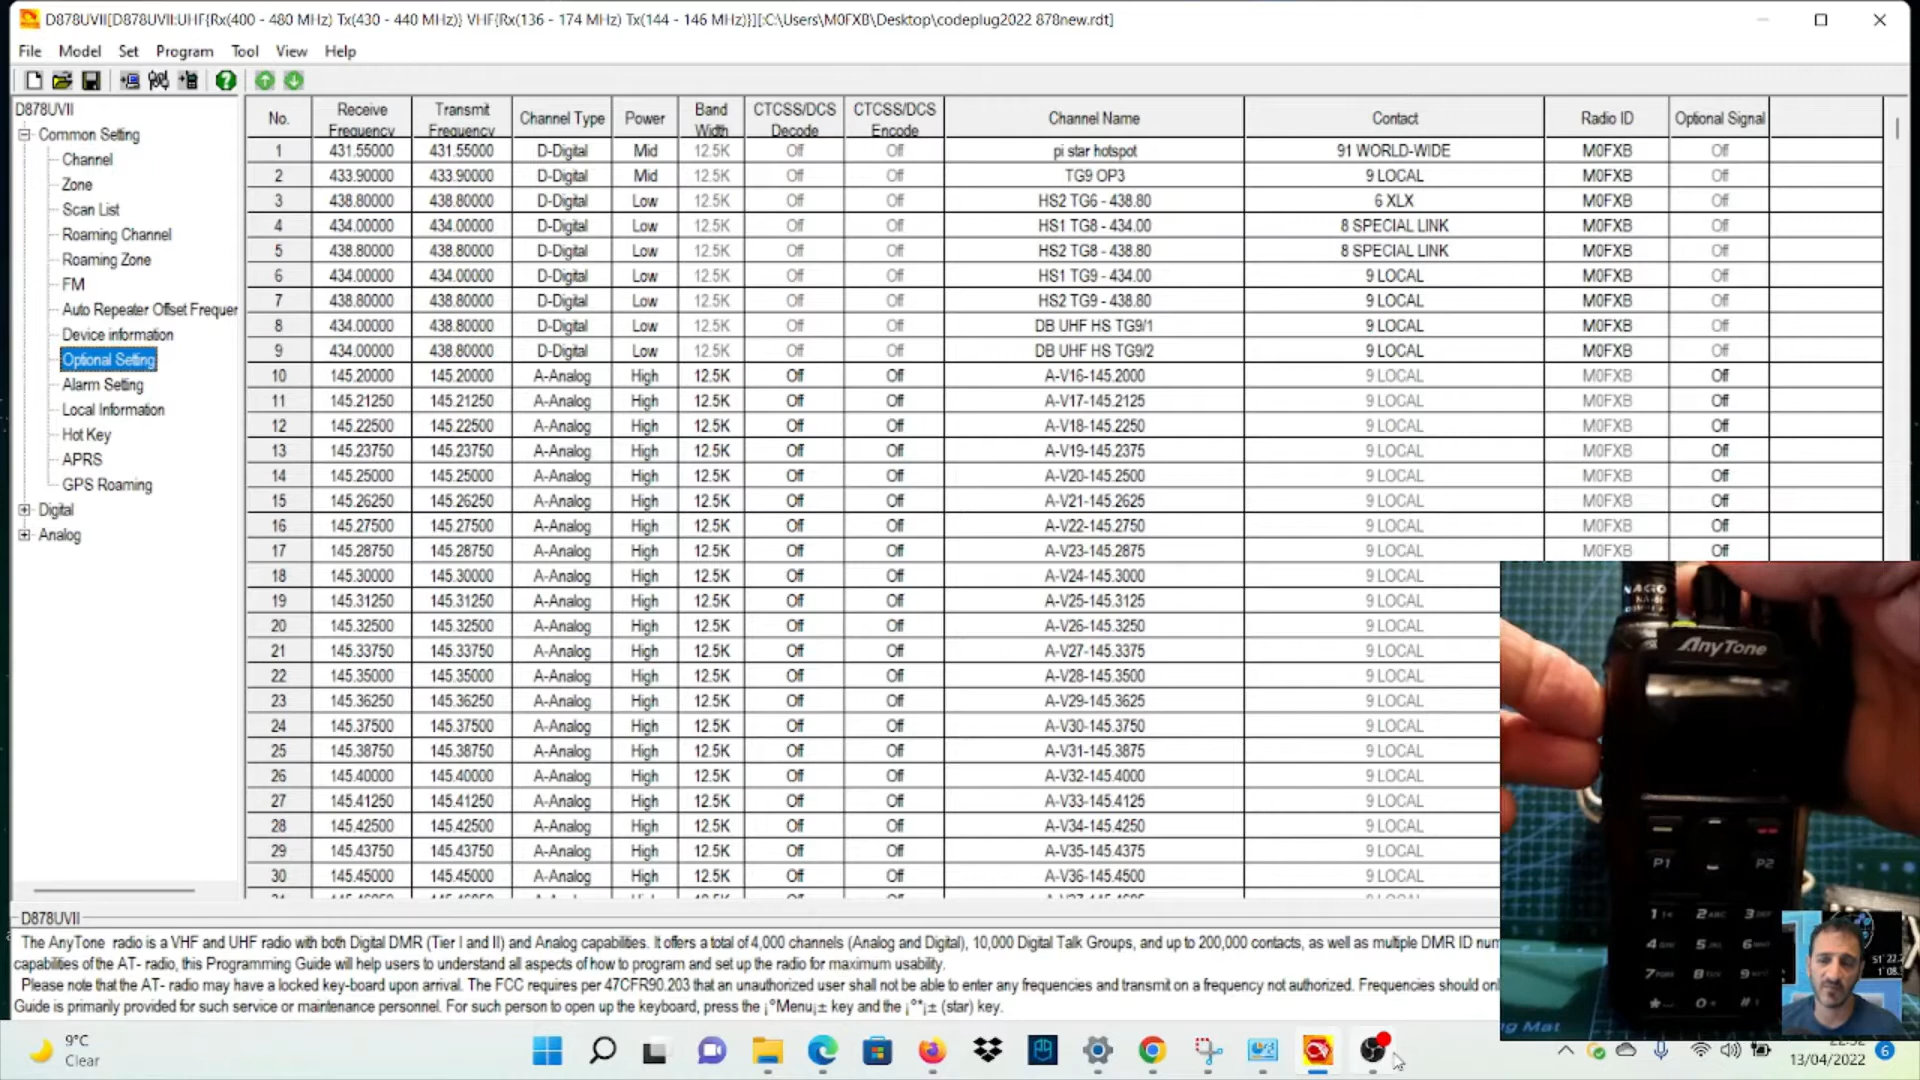 D878UVII[D878UVII:UHF{Rx(400 - 480 MHz) Tx(430 - 440 MHz)} VHF{Rx(136 - 174 MHz) Tx(144 - 146 MHz)}][:C:\Users\M0FXB\Desktop\codeplug2022 878new.rdt]
File Model Set Program Tool View Help
D878UVII
Common Setting
Channel
Zone
Scan List
Roaming Channel
Roaming Zone
FM
Auto Repeater Offset Frequer
Device information
Optional Setting
Alarm Setting
Local Information
Hot Key
APRS
GPS Roaming
Digital
Analog
No. Receive Frequency Transmit Frequency Channel Type Power Band Width CTCSS/DCS Decode CTCSS/DCS Encode Channel Name Contact Radio ID Optional Signal
1 431.55000 431.55000 D-Digital Mid 12.5K Off Off pi star hotspot 91 WORLD-WIDE M0FXB Off
2 433.90000 433.90000 D-Digital Mid 12.5K Off Off TG9 OP3 9 LOCAL M0FXB Off
3 438.80000 438.80000 D-Digital Low 12.5K Off Off HS2 TG6 - 438.80 6 XLX M0FXB Off
4 434.00000 434.00000 D-Digital Low 12.5K Off Off HS1 TG8 - 434.00 8 SPECIAL LINK M0FXB Off
5 438.80000 438.80000 D-Digital Low 12.5K Off Off HS2 TG8 - 438.80 8 SPECIAL LINK M0FXB Off
6 434.00000 434.00000 D-Digital Low 12.5K Off Off HS1 TG9 - 434.00 9 LOCAL M0FXB Off
7 438.80000 438.80000 D-Digital Low 12.5K Off Off HS2 TG9 - 438.80 9 LOCAL M0FXB Off
8 434.00000 438.80000 D-Digital Low 12.5K Off Off DB UHF HS TG9/1 9 LOCAL M0FXB Off
9 434.00000 438.80000 D-Digital Low 12.5K Off Off DB UHF HS TG9/2 9 LOCAL M0FXB Off
10 145.20000 145.20000 A-Analog High 12.5K Off Off A-V16-145.2000 9 LOCAL M0FXB Off
11 145.21250 145.21250 A-Analog High 12.5K Off Off A-V17-145.2125 9 LOCAL M0FXB Off
12 145.22500 145.22500 A-Analog High 12.5K Off Off A-V18-145.2250 9 LOCAL M0FXB Off
13 145.23750 145.23750 A-Analog High 12.5K Off Off A-V19-145.2375 9 LOCAL M0FXB Off
14 145.25000 145.25000 A-Analog High 12.5K Off Off A-V20-145.2500 9 LOCAL M0FXB Off
15 145.26250 145.26250 A-Analog High 12.5K Off Off A-V21-145.2625 9 LOCAL M0FXB Off
16 145.27500 145.27500 A-Analog High 12.5K Off Off A-V22-145.2750 9 LOCAL M0FXB Off
17 145.28750 145.28750 A-Analog High 12.5K Off Off A-V23-145.2875 9 LOCAL M0FXB Off
18 145.30000 145.30000 A-Analog High 12.5K Off Off A-V24-145.3000 9 LOCAL
19 145.31250 145.31250 A-Analog High 12.5K Off Off A-V25-145.3125 9 LOCAL
20 145.32500 145.32500 A-Analog High 12.5K Off Off A-V26-145.3250 9 LOCAL
21 145.33750 145.33750 A-Analog High 12.5K Off Off A-V27-145.3375 9 LOCAL
22 145.35000 145.35000 A-Analog High 12.5K Off Off A-V28-145.3500 9 LOCAL
23 145.36250 145.36250 A-Analog High 12.5K Off Off A-V29-145.3625 9 LOCAL
24 145.37500 145.37500 A-Analog High 12.5K Off Off A-V30-145.3750 9 LOCAL
25 145.38750 145.38750 A-Analog High 12.5K Off Off A-V31-145.3875 9 LOCAL
26 145.40000 145.40000 A-Analog High 12.5K Off Off A-V32-145.4000 9 LOCAL
27 145.41250 145.41250 A-Analog High 12.5K Off Off A-V33-145.4125 9 LOCAL
28 145.42500 145.42500 A-Analog High 12.5K Off Off A-V34-145.4250 9 LOCAL
29 145.43750 145.43750 A-Analog High 12.5K Off Off A-V35-145.4375 9 LOCAL
30 145.45000 145.45000 A-Analog High 12.5K Off Off A-V36-145.4500 9 LOCAL
AnyTone
P1 P2
D878UVII
The AnyTone radio is a VHF and UHF radio with both Digital DMR (Tier I and II) and Analog capabilities. It offers a total of 4,000 channels (Analog and Digital), 10,000 Digital Talk Groups, and up to 200,000 contacts, as well as multiple DMR ID num
capabilities of the AT- radio, this Programming Guide will help users to understand all aspects of how to program and set up the radio for maximum usability.
Please note that the AT- radio may have a locked key-board upon arrival. The FCC requires per 47CFR90.203 that an unauthorized user shall not be able to enter any frequencies and transmit on a frequency not authorized. Frequencies should onl
Guide is primarily provided for such service or maintenance personnel. For such person to open up the keyboard, press the ¡°Menu¡± key and the ¡°*¡± (star) key.
9°C
Clear
13/04/2022
6